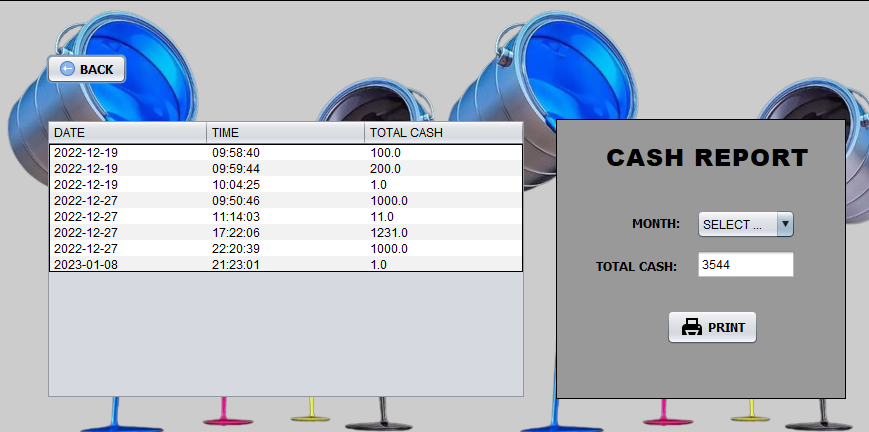 BACK
DATE TIME TOTAL CASH
2022-12-19 09:58:40 100.0
2022-12-19 09:59:44 200.0
2022-12-19 10:04:25 1.0
2022-12-27 09:50:46 1000.0
2022-12-27 11:14:03 11.0
2022-12-27 17:22:06 1231.0
2022-12-27 22:20:39 1000.0
2023-01-08 21:23:01 1.0
CASH REPORT
MONTH: SELECT ...
TOTAL CASH: 3544
PRINT